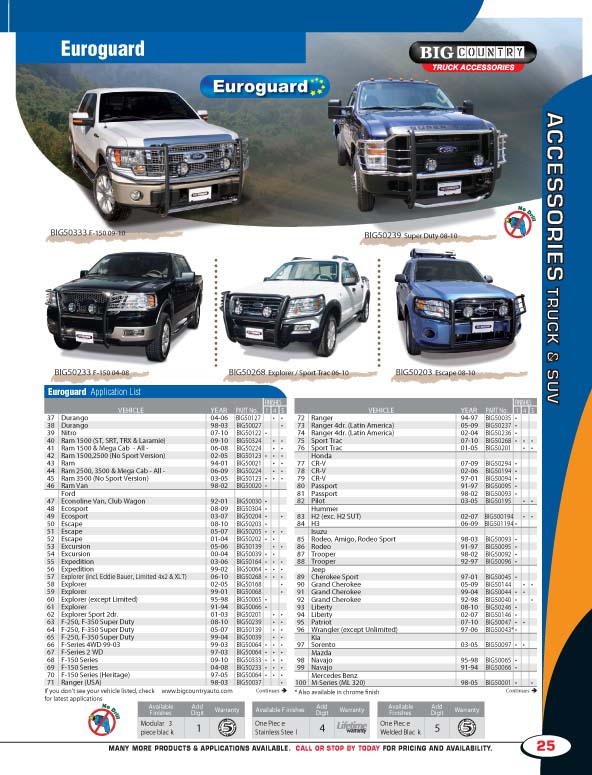 Euroguard
BIG COUNTRY
TRUCK ACCESSORIES
Euroguard
ACCESSORIES TRUCK & SUV
No Drill
BIG50333 F-150 09-10
BIG50239 Super Duty 08-10
BIG50233 F-150 04-08
BIG50268 Explorer / Sport Trac 06-10
BIG50203 Escape 08-10
Euroguard Application List
FINISHES
VEHICLE YEAR PART No. 1 4 5
37 Durango 04-06 BIG50127 • •
38 Durango 98-03 BIG50027 •
39 Nitro 07-10 BIG50122 •
40 Ram 1500 (ST, SRT, TRX & Laramie) 09-10 BIG50324 • •
41 Ram 1500 & Mega Cab - All - 06-08 BIG50224 • •
42 Ram 1500,2500 (No Sport Version) 02-05 BIG50123 • • •
43 Ram 94-01 BIG50021 • •
44 Ram 2500, 3500 & Mega Cab - All - 06-09 BIG50224 • •
45 Ram 3500 (No Sport Version) 03-05 BIG50123 • • •
46 Ram Van 98-02 BIG50020 •
Ford
47 Econoline Van, Club Wagon 92-01 BIG50030 •
48 Ecosport 08-09 BIG50304 •
49 Ecosport 03-07 BIG50204 • •
50 Escape 08-10 BIG50203 • •
51 Escape 05-07 BIG50205 • • •
52 Escape 01-04 BIG50202 • •
53 Excursion 05-06 BIG50139 • •
54 Excursion 00-04 BIG50039 • •
55 Expedition 03-06 BIG50164 • • •
56 Expedition 99-02 BIG50064 • • •
57 Explorer (incl. Eddie Bauer, Limited 4x2 & XLT) 06-10 BIG50268 • • •
58 Explorer 02-05 BIG50168 •
59 Explorer 99-01 BIG50068 •
60 Explorer (except Limited) 95-98 BIG50065 •
61 Explorer 91-94 BIG50066 •
62 Explorer Sport 2dr. 01-03 BIG50201 • •
63 F-250, F-350 Super Duty 08-10 BIG50239 • •
64 F-250, F-350 Super Duty 05-07 BIG50139 • •
65 F-250, F-350 Super Duty 99-04 BIG50039 • •
66 F-Series 4WD 99-03 99-03 BIG50064 • • •
67 F-Series 2 WD 97-03 BIG50064 • • •
68 F-150 Series 09-10 BIG50333 • • •
69 F-150 Series 04-08 BIG50233 • • •
70 F-150 Series (Heritage) 97-05 BIG50064 • • •
71 Ranger (USA) 98-03 BIG50037 •
If you don't see your vehicle listed, check www.bigcountryauto.com
for latest applications
Continues
FINISHES
VEHICLE YEAR PART No. 1 4 5
72 Ranger 94-97 BIG50035 •
73 Ranger 4dr. (Latin America) 05-09 BIG50237 •
74 Ranger 4dr. (Latin America) 02-04 BIG50236 •
75 Sport Trac 07-10 BIG50268 • • •
76 Sport Trac 01-05 BIG50201 • •
Honda
77 CR-V 07-09 BIG50294 •
78 CR-V 02-06 BIG50194 •
79 CR-V 97-01 BIG50094 •
80 Passport 91-97 BIG50095 •
81 Passport 98-02 BIG50093 •
82 Pilot 03-05 BIG50195 • •
Hummer
83 H2 (exc. H2 SUT) 02-07 BIG500194 • •
84 H3 06-09 BIG501194 •
Isuzu
85 Rodeo, Amigo, Rodeo Sport 98-03 BIG50093 •
86 Rodeo 91-97 BIG50095 •
87 Trooper 98-02 BIG50092 •
88 Trooper 92-97 BIG50096 •
Jeep
89 Cherokee Sport 97-01 BIG50045 •
90 Grand Cherokee 05-09 BIG50144 • •
91 Grand Cherokee 99-04 BIG50044 • •
92 Grand Cherokee 92-98 BIG50040 •
93 Liberty 08-10 BIG50246 •
94 Liberty 02-07 BIG50146 •
95 Patriot 07-10 BIG50047 • •
96 Wrangler (except Unlimited) 97-06 BIG50043* •
Kia
97 Sorento 03-05 BIG50097 • •
Mazda
98 Navajo 95-98 BIG50065 •
99 Navajo 91-94 BIG50066 •
Mercedes Benz
100 M-Series (ML 320) 98-05 BIG50001 •
* Also available in chrome finish
Continues
No Drill
Available Finishes Add Digit Warranty
Modular 3 piece black 1 5
Available Finishes Add Digit Warranty
One Piece Stainless Steel 4 Lifetime warranty
Available Finishes Add Digit Warranty
One Piece Welded Black 5 5
MANY MORE PRODUCTS & APPLICATIONS AVAILABLE. CALL OR STOP BY TODAY FOR PRICING AND AVAILABILITY.
25